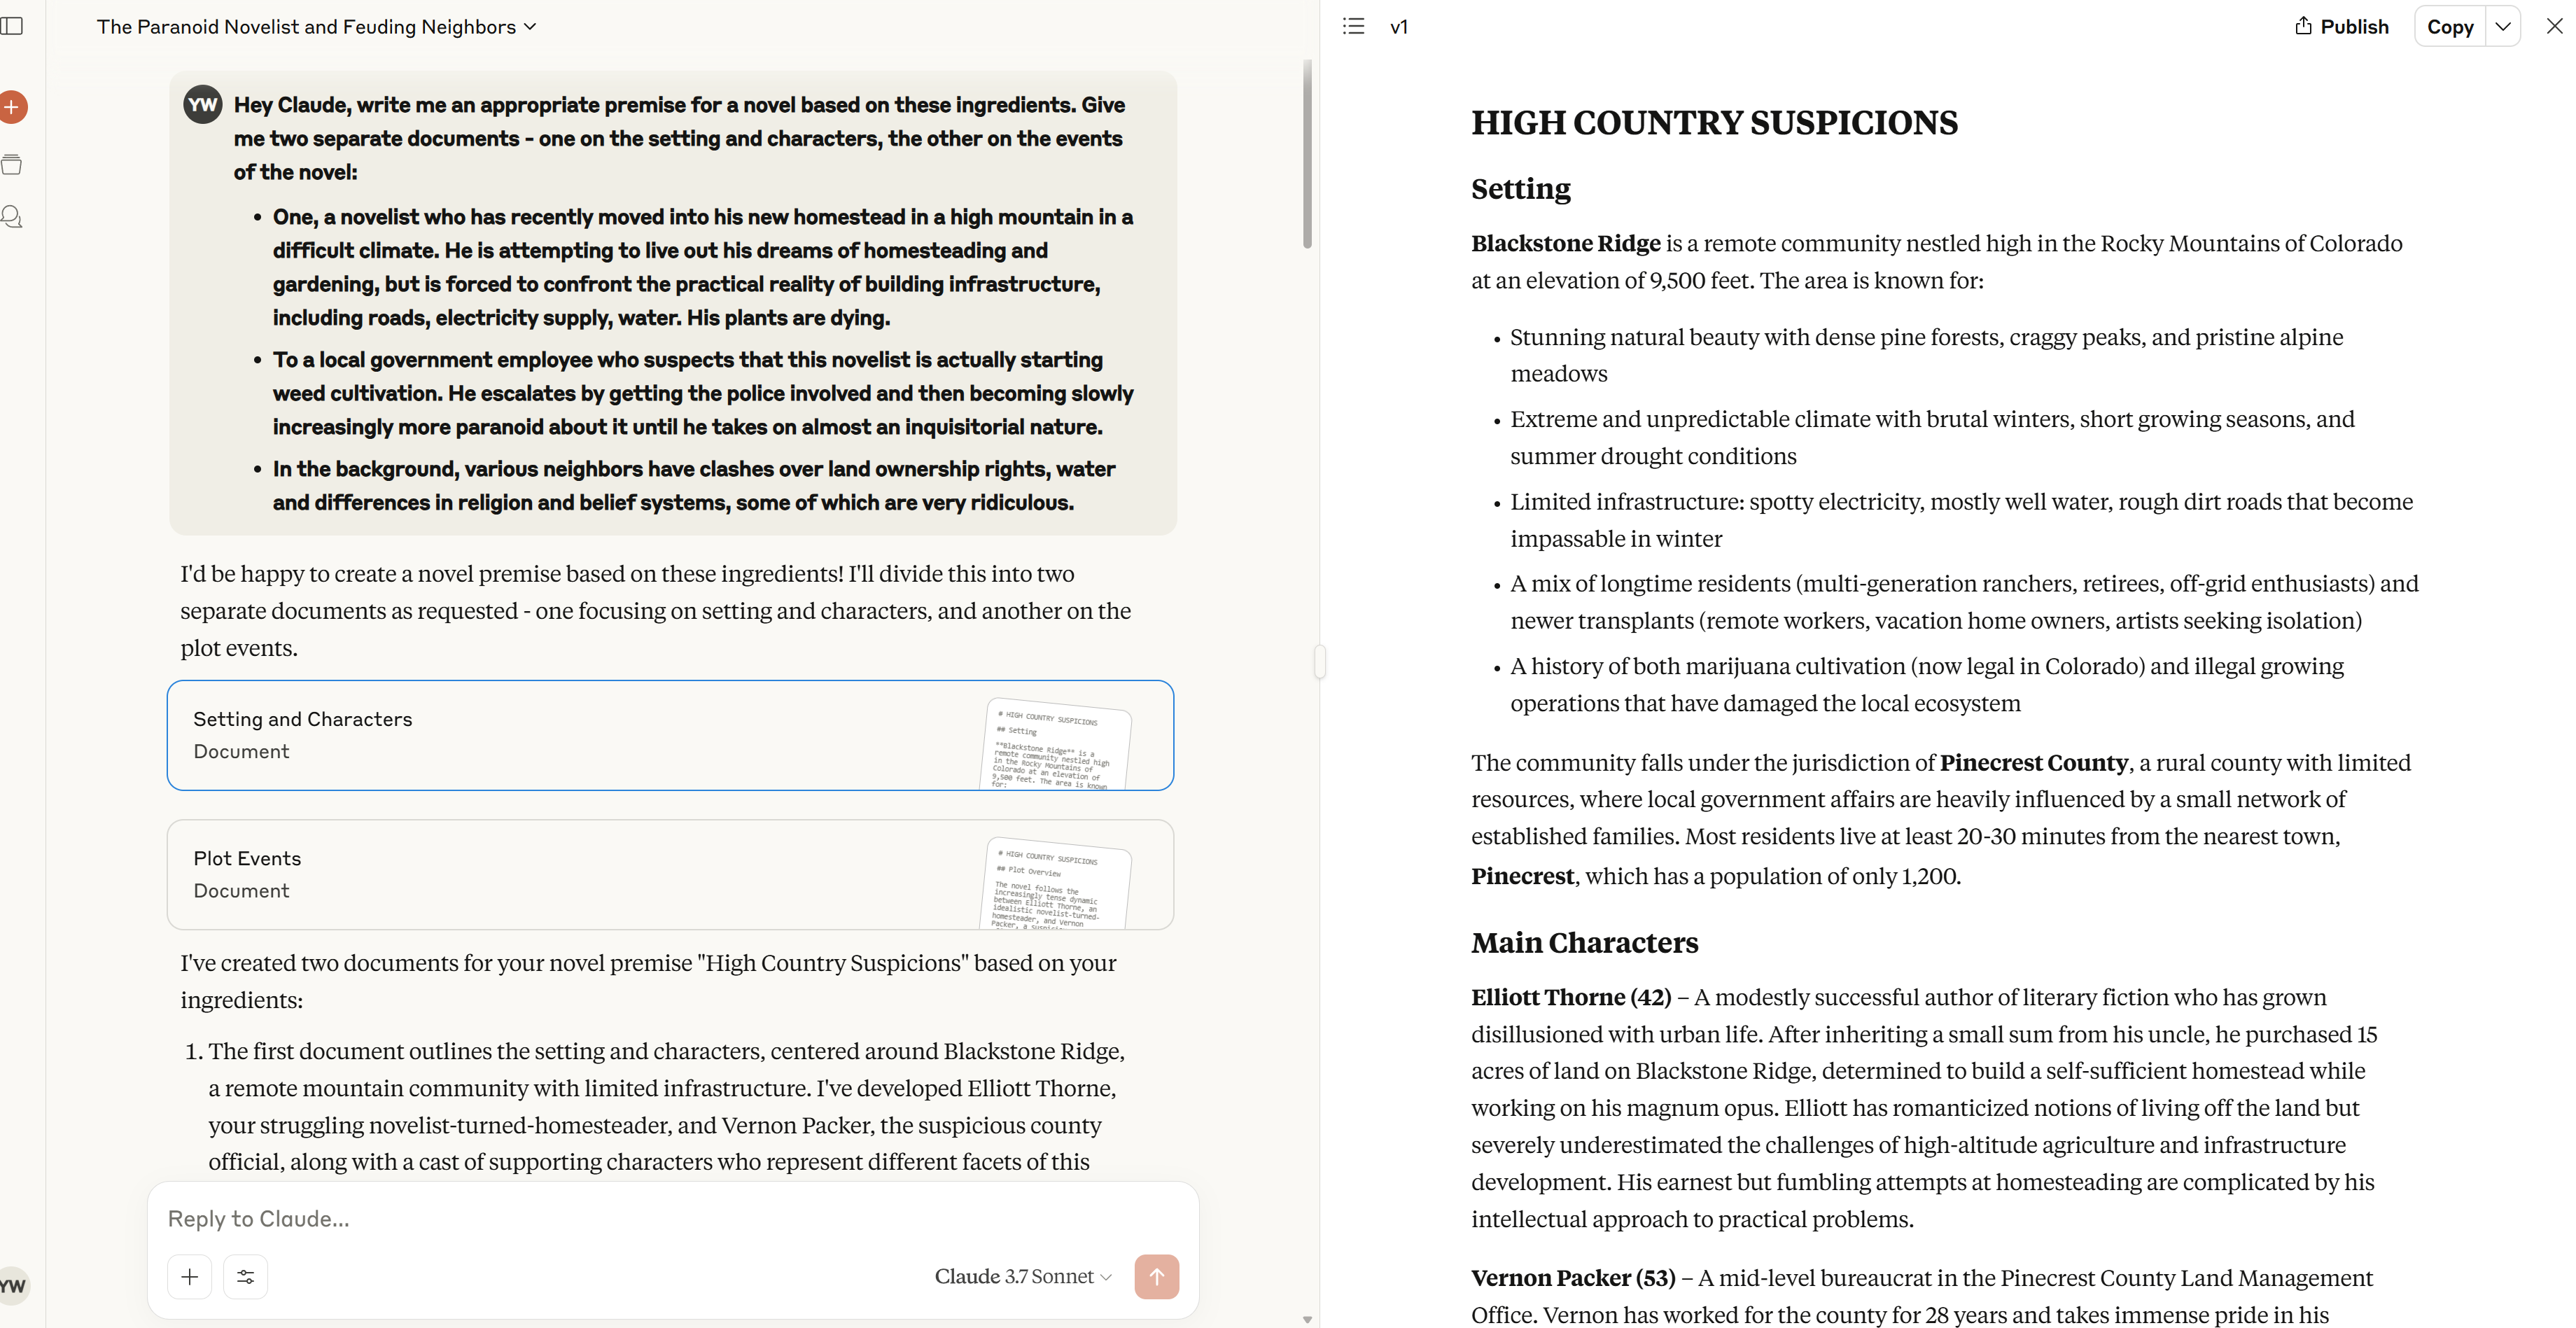 The Paranoid Novelist and Feuding Neighbors
YW
Hey Claude, write me an appropriate premise for a novel based on these ingredients. Give
me two separate documents - one on the setting and characters, the other on the events
of the novel:
• One, a novelist who has recently moved into his new homestead in a high mountain in a
difficult climate. He is attempting to live out his dreams of homesteading and
gardening, but is forced to confront the practical reality of building infrastructure,
including roads, electricity supply, water. His plants are dying.
• To a local government employee who suspects that this novelist is actually starting
weed cultivation. He escalates by getting the police involved and then becoming slowly
increasingly more paranoid about it until he takes on almost an inquisitorial nature.
• In the background, various neighbors have clashes over land ownership rights, water
and differences in religion and belief systems, some of which are very ridiculous.
I'd be happy to create a novel premise based on these ingredients! I'll divide this into two
separate documents as requested - one focusing on setting and characters, and another on the
plot events.
Setting and Characters
Document
# HIGH COUNTRY SUSPICIONS
## Setting
**Blackstone Ridge** is a
remote community nestled high
in the Rocky Mountains of
Colorado at an elevation of
9,500 feet. The area is known
for:
Plot Events
Document
# HIGH COUNTRY SUSPICIONS
## Plot Overview
The novel follows the
increasingly tense dynamic
between Elliott Thorne, an
idealistic novelist-turned-
homesteader, and Vernon
Packer, a
I've created two documents for your novel premise "High Country Suspicions" based on your
ingredients:
1. The first document outlines the setting and characters, centered around Blackstone Ridge,
a remote mountain community with limited infrastructure. I've developed Elliott Thorne,
your struggling novelist-turned-homesteader, and Vernon Packer, the suspicious county
official, along with a cast of supporting characters who represent different facets of this
Reply to Claude...
Claude 3.7 Sonnet
YW
v1
Publish
Copy
HIGH COUNTRY SUSPICIONS
Setting
Blackstone Ridge is a remote community nestled high in the Rocky Mountains of Colorado
at an elevation of 9,500 feet. The area is known for:
• Stunning natural beauty with dense pine forests, craggy peaks, and pristine alpine
meadows
• Extreme and unpredictable climate with brutal winters, short growing seasons, and
summer drought conditions
• Limited infrastructure: spotty electricity, mostly well water, rough dirt roads that become
impassable in winter
• A mix of longtime residents (multi-generation ranchers, retirees, off-grid enthusiasts) and
newer transplants (remote workers, vacation home owners, artists seeking isolation)
• A history of both marijuana cultivation (now legal in Colorado) and illegal growing
operations that have damaged the local ecosystem
The community falls under the jurisdiction of Pinecrest County, a rural county with limited
resources, where local government affairs are heavily influenced by a small network of
established families. Most residents live at least 20-30 minutes from the nearest town,
Pinecrest, which has a population of only 1,200.
Main Characters
Elliott Thorne (42) – A modestly successful author of literary fiction who has grown
disillusioned with urban life. After inheriting a small sum from his uncle, he purchased 15
acres of land on Blackstone Ridge, determined to build a self-sufficient homestead while
working on his magnum opus. Elliott has romanticized notions of living off the land but
severely underestimated the challenges of high-altitude agriculture and infrastructure
development. His earnest but fumbling attempts at homesteading are complicated by his
intellectual approach to practical problems.
Vernon Packer (53) – A mid-level bureaucrat in the Pinecrest County Land Management
Office. Vernon has worked for the county for 28 years and takes immense pride in his